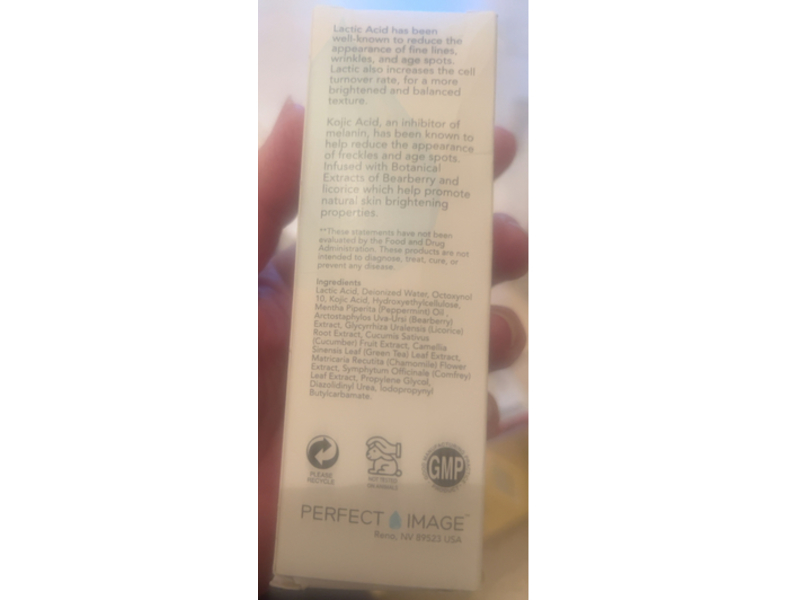 Lactic Acid has been
well-known to reduce the
appearance of fine lines,
wrinkles, and age spots.
Lactic also increases the cell
turnover rate, for a more
brightened and balanced
texture.
Kojic Acid, an inhibitor of
melanin, has been known to
help reduce the appearance
of freckles and age spots.
Infused with Botanical
Extracts of Bearberry and
licorice which help promote
natural skin brightening
properties.
**These statements have not been
evaluated by the Food and Drug
Administration. These products are not
intended to diagnose, treat, cure, or
prevent any disease.
Ingredients
Lactic Acid, Deionized Water, Octoxynol
10, Kojic Acid, Hydroxyethylcellulose,
Mentha Piperita (Peppermint) Oil ,
Arctostaphylos Uva-Ursi (Bearberry)
Extract, Glycyrrhiza Uralensis (Licorice)
Root Extract, Cucumis Sativus
(Cucumber) Fruit Extract, Camellia
Sinensis Leaf (Green Tea) Leaf Extract,
Matricaria Recutita (Chamomile) Flower
Extract, Symphytum Officinale (Comfrey)
Leaf Extract, Propylene Glycol,
Diazolidinyl Urea, Iodopropynyl
Butylcarbamate.
PLEASE
RECYCLE
NOT TESTED
ON ANIMALS
GMP
PERFECT IMAGE™
Reno, NV 89523 USA